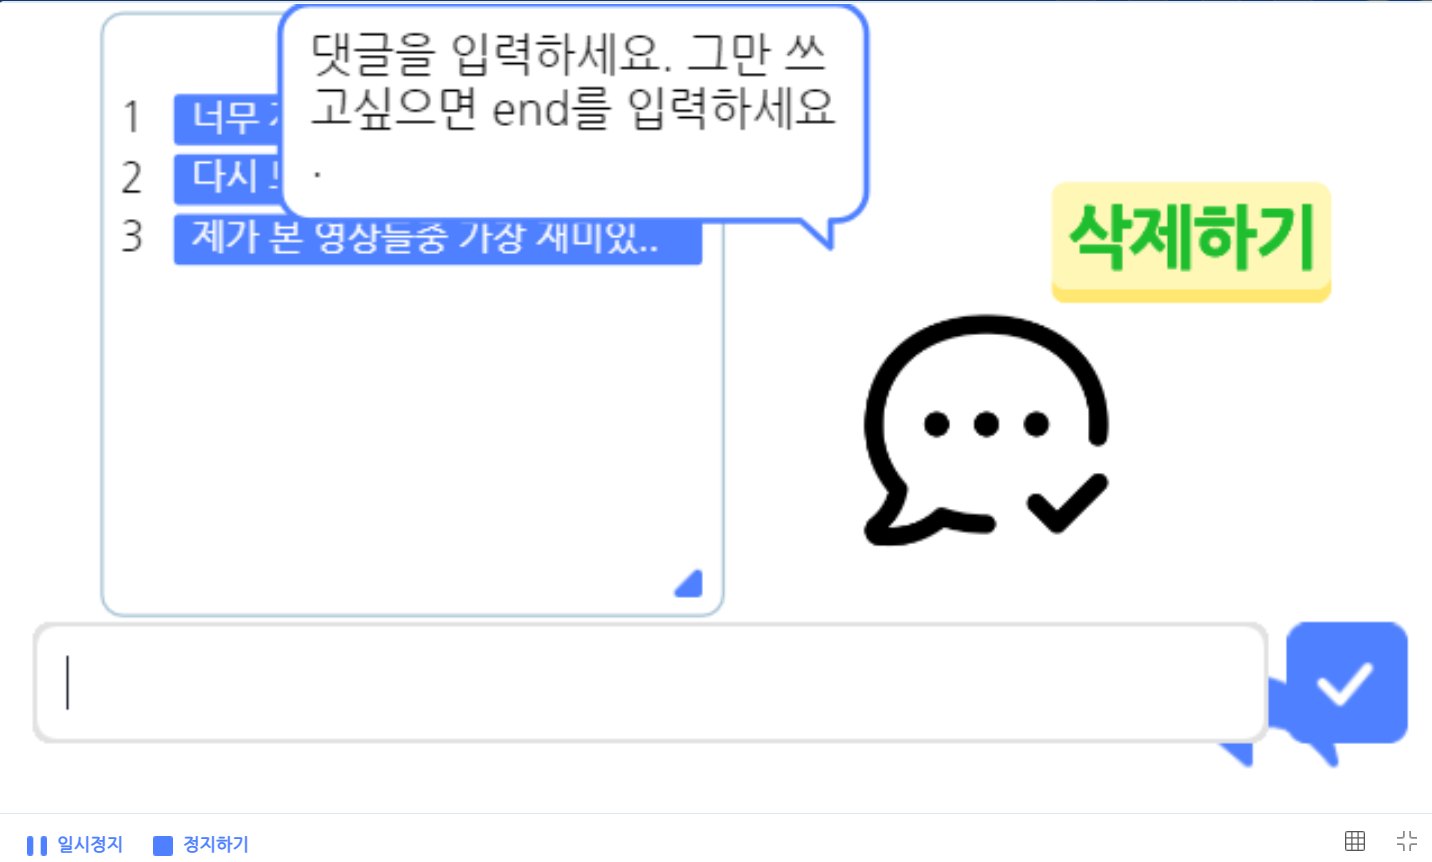 댓글을 입력하세요. 그만 쓰
고싶으면 end를 입력하세요
.
1 너무
2 다시
3 제가 본 영상들중 가장 재미있..
삭제하기
일시정지 정지하기